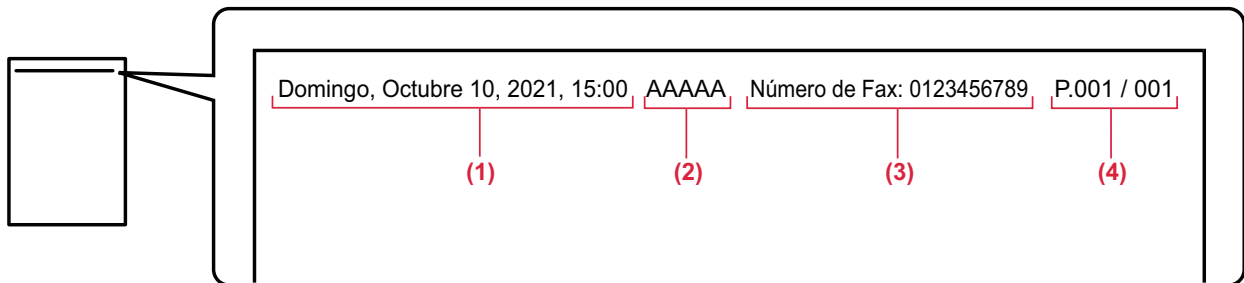 Domingo, Octubre 10, 2021, 15:00 AAAAA Número de Fax: 0123456789 P.001 / 001
(1) (2) (3) (4)